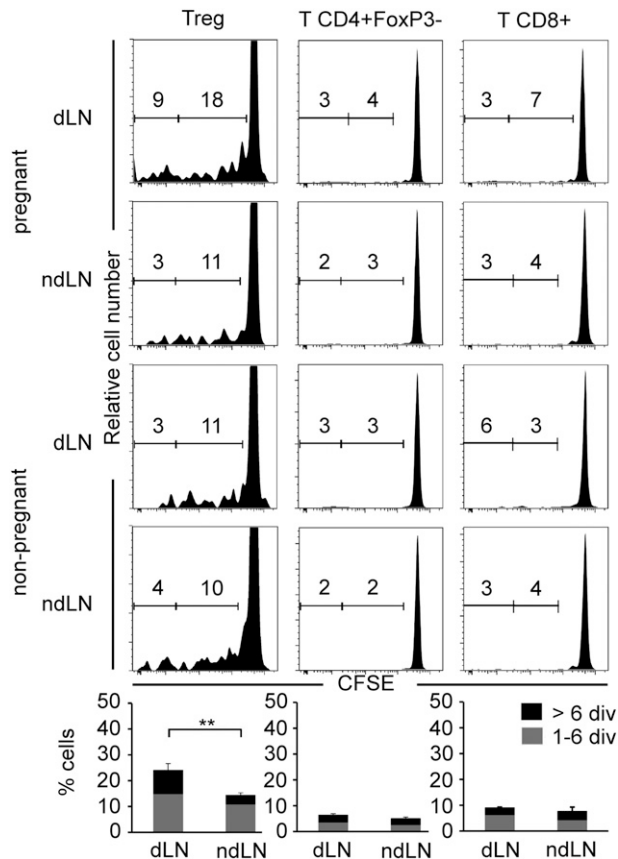 Treg T CD4+FoxP3- T CD8+
pregnant
dLN
9 18
3 4
3 7
ndLN
3 11
2 3
3 4
Relative cell number
non-pregnant
dLN
3 11
3 3
6 3
ndLN
4 10
2 2
3 4
CFSE
% cells
50
40
30
20
10
0
**
dLN ndLN
50
40
30
20
10
0
dLN ndLN
50
40
30
20
10
0
> 6 div
1-6 div
dLN ndLN